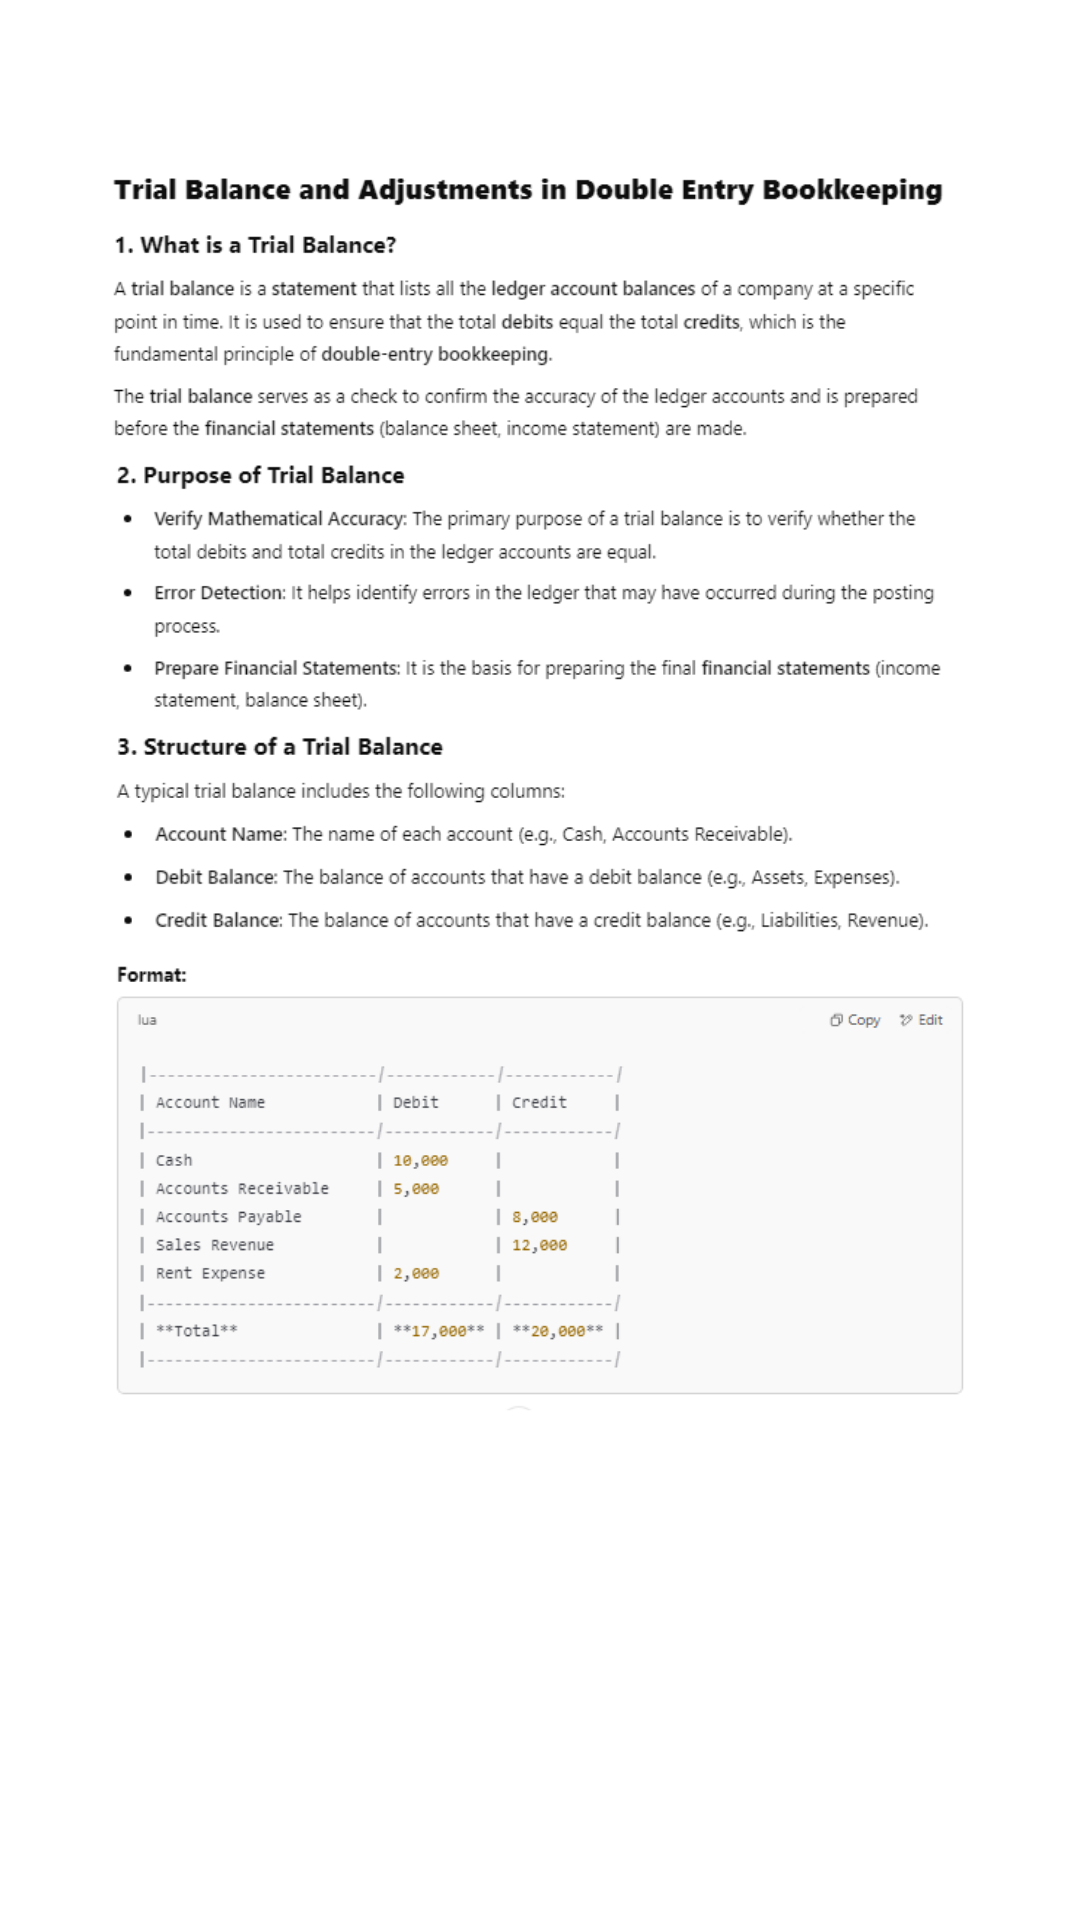 Trial Balance and Adjustments in Double Entry Bookkeeping
1. What is a Trial Balance?
A trial balance is a statement that lists all the ledger account balances of a company at a specific
point in time. It is used to ensure that the total debits equal the total credits, which is the
fundamental principle of double-entry bookkeeping.
The trial balance serves as a check to confirm the accuracy of the ledger accounts and is prepared
before the financial statements (balance sheet, income statement) are made.
2. Purpose of Trial Balance
• Verify Mathematical Accuracy: The primary purpose of a trial balance is to verify whether the
total debits and total credits in the ledger accounts are equal.
• Error Detection: It helps identify errors in the ledger that may have occurred during the posting
process.
• Prepare Financial Statements: It is the basis for preparing the final financial statements (income
statement, balance sheet).
3. Structure of a Trial Balance
A typical trial balance includes the following columns:
• Account Name: The name of each account (e.g., Cash, Accounts Receivable).
• Debit Balance: The balance of accounts that have a debit balance (e.g., Assets, Expenses).
• Credit Balance: The balance of accounts that have a credit balance (e.g., Liabilities, Revenue).
Format:
lua Copy Edit
|-------------------------/------------/------------/
| Account Name | Debit | Credit |
|-------------------------/------------/------------/
| Cash | 10,000 | |
| Accounts Receivable | 5,000 | |
| Accounts Payable | | 8,000 |
| Sales Revenue | | 12,000 |
| Rent Expense | 2,000 | |
|-------------------------/------------/------------/
| **Total** | **17,000** | **20,000** |
|-------------------------/------------/------------/